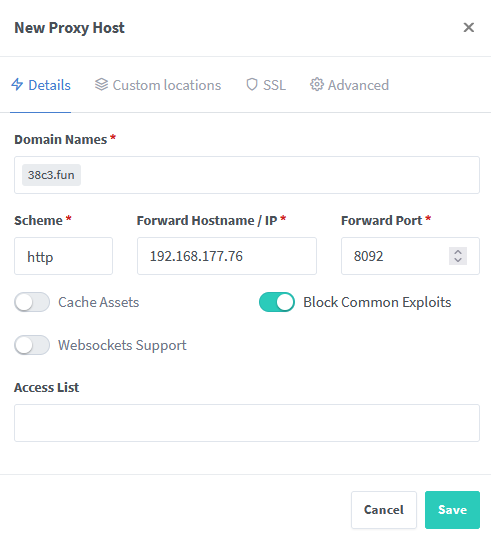 New Proxy Host
Details Custom locations SSL Advanced
Domain Names *
38c3.fun
Scheme * Forward Hostname / IP * Forward Port *
http 192.168.177.76 8092
Cache Assets Block Common Exploits
Websockets Support
Access List
Cancel Save